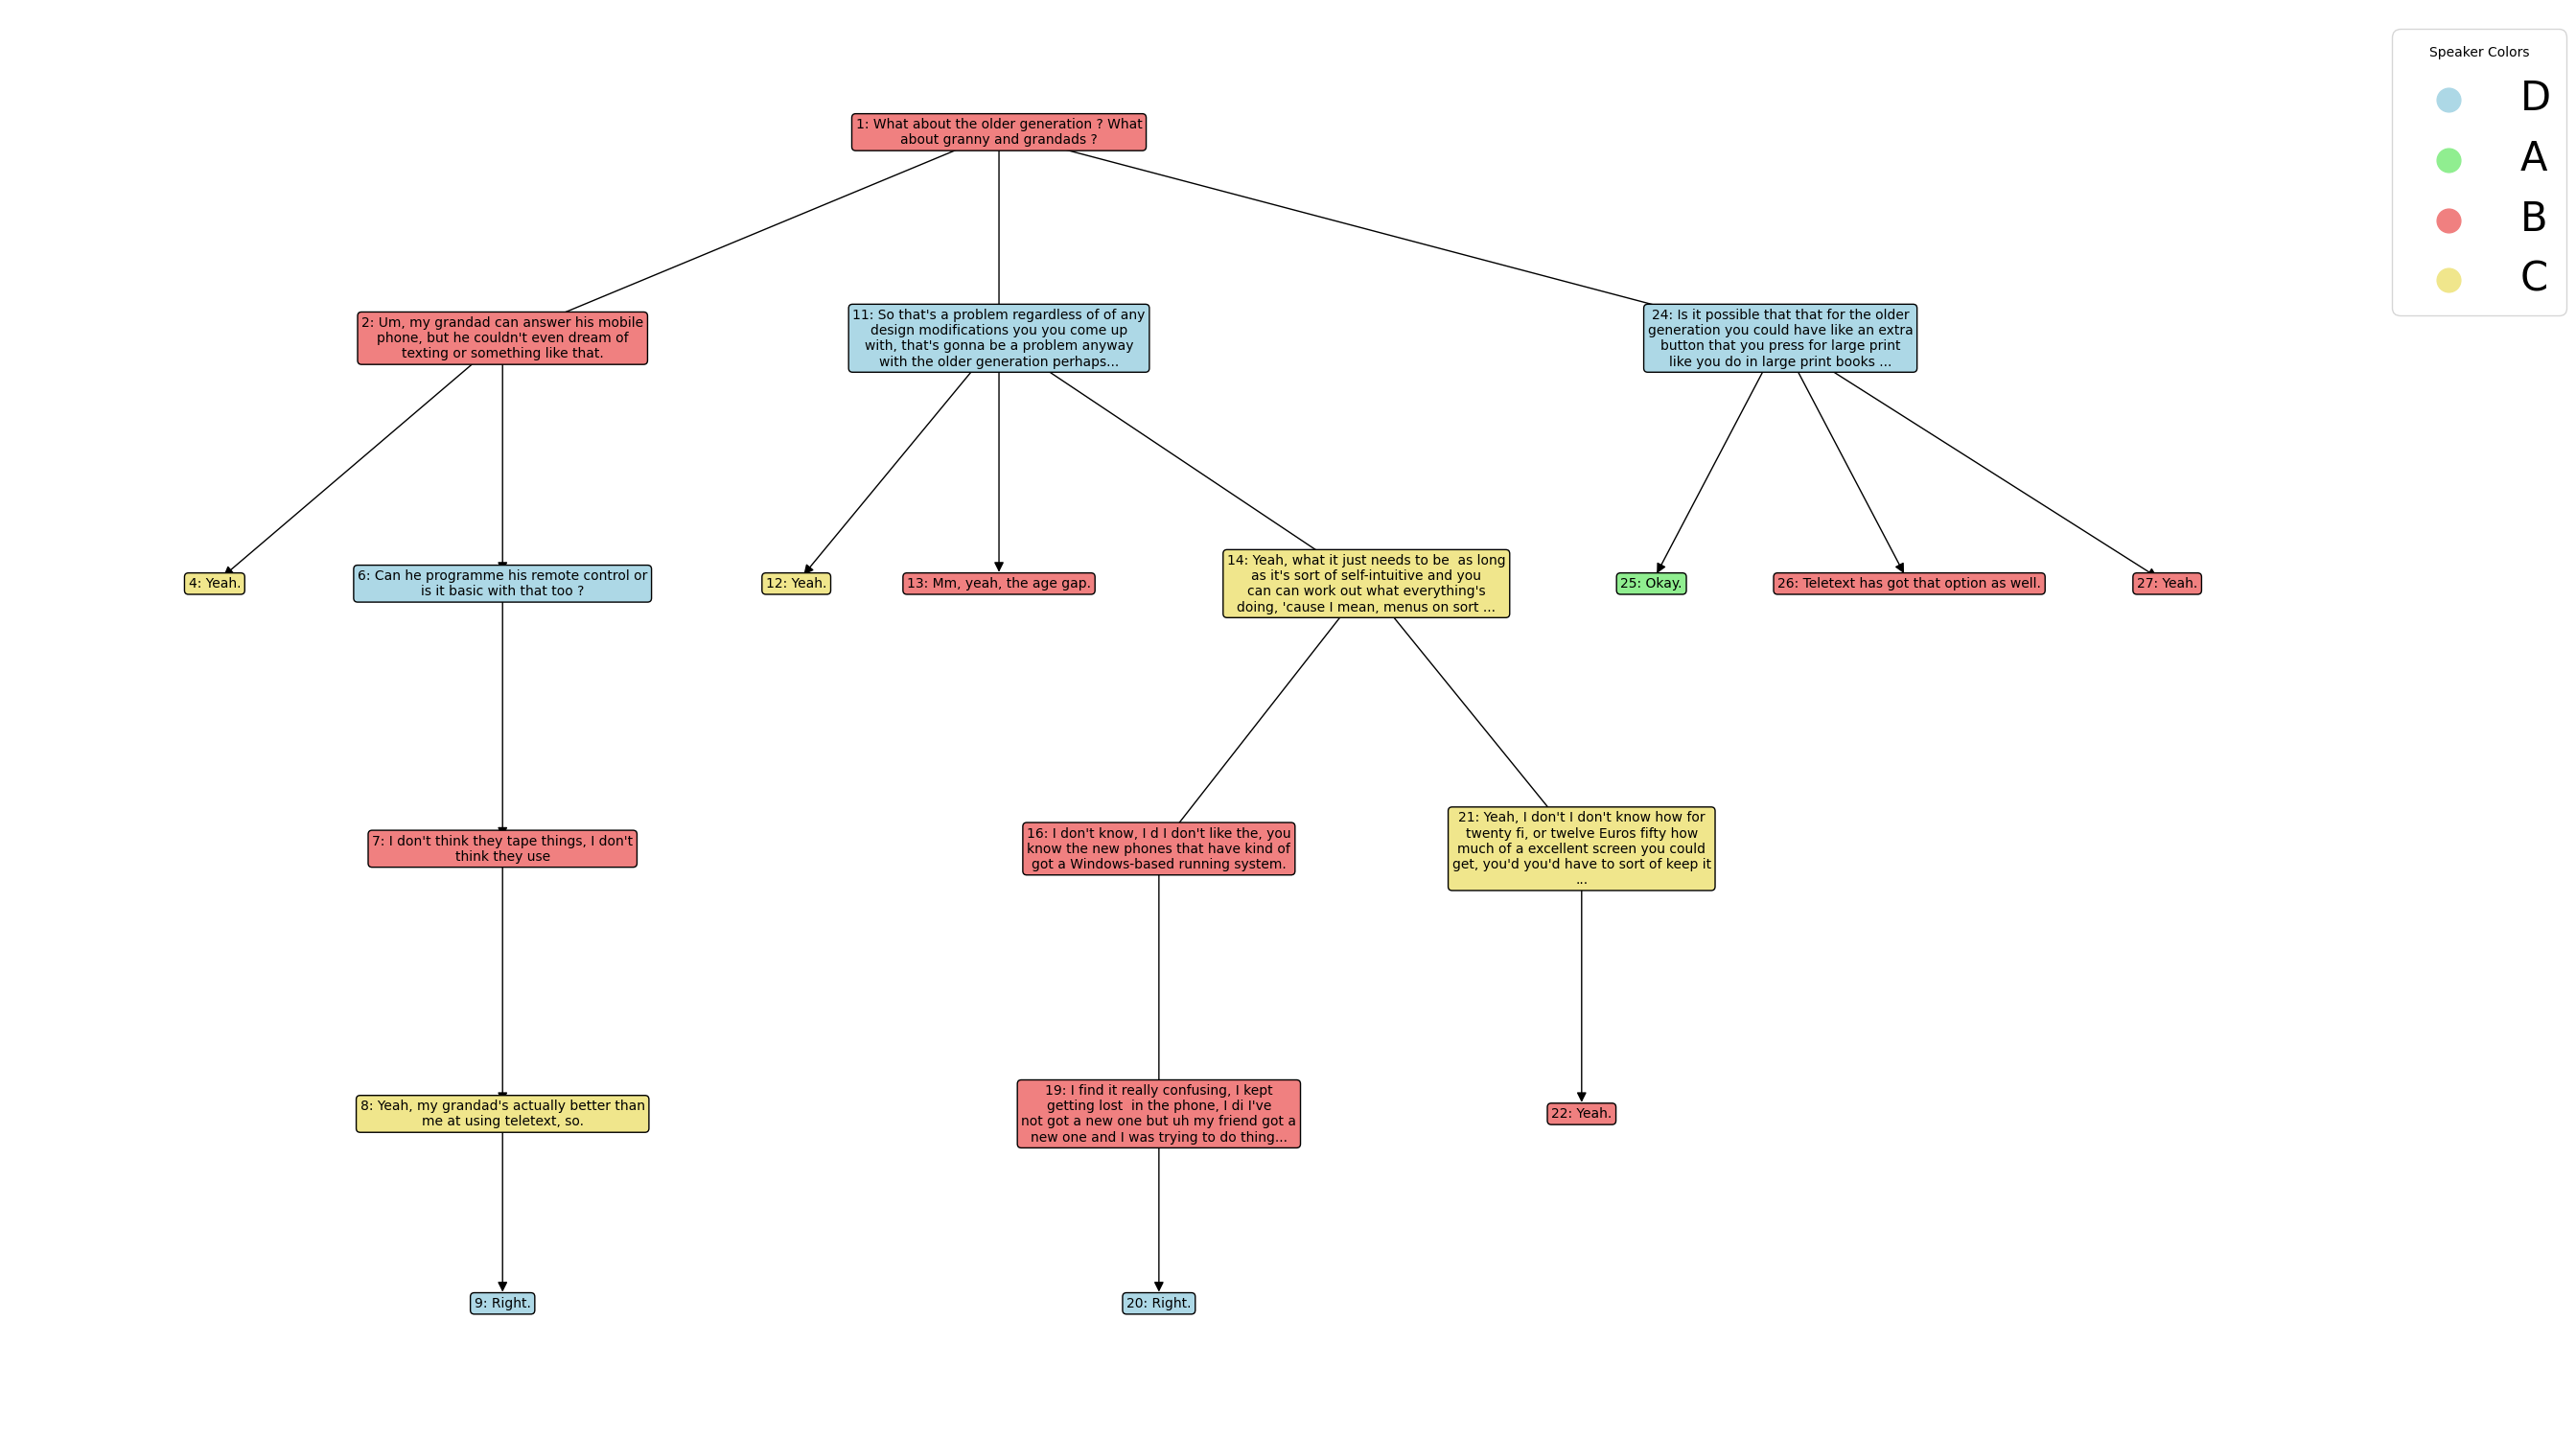 Speaker Colors
D
A
B
C
1: What about the older generation ? What
about granny and grandads ?
2: Um, my grandad can answer his mobile
phone, but he couldn't even dream of
texting or something like that.
11: So that's a problem regardless of of any
design modifications you you come up
with, that's gonna be a problem anyway
with the older generation perhaps...
24: Is it possible that that for the older
generation you could have like an extra
button that you press for large print
like you do in large print books ...
4: Yeah.
6: Can he programme his remote control or
is it basic with that too ?
12: Yeah.
13: Mm, yeah, the age gap.
14: Yeah, what it just needs to be  as long
as it's sort of self-intuitive and you
can can work out what everything's
doing, 'cause I mean, menus on sort ...
25: Okay.
26: Teletext has got that option as well.
27: Yeah.
7: I don't think they tape things, I don't
think they use
16: I don't know, I d I don't like the, you
know the new phones that have kind of
got a Windows-based running system.
21: Yeah, I don't I don't know how for
twenty fi, or twelve Euros fifty how
much of a excellent screen you could
get, you'd you'd have to sort of keep it
...
8: Yeah, my grandad's actually better than
me at using teletext, so.
19: I find it really confusing, I kept
getting lost  in the phone, I di I've
not got a new one but uh my friend got a
new one and I was trying to do thing...
22: Yeah.
9: Right.
20: Right.